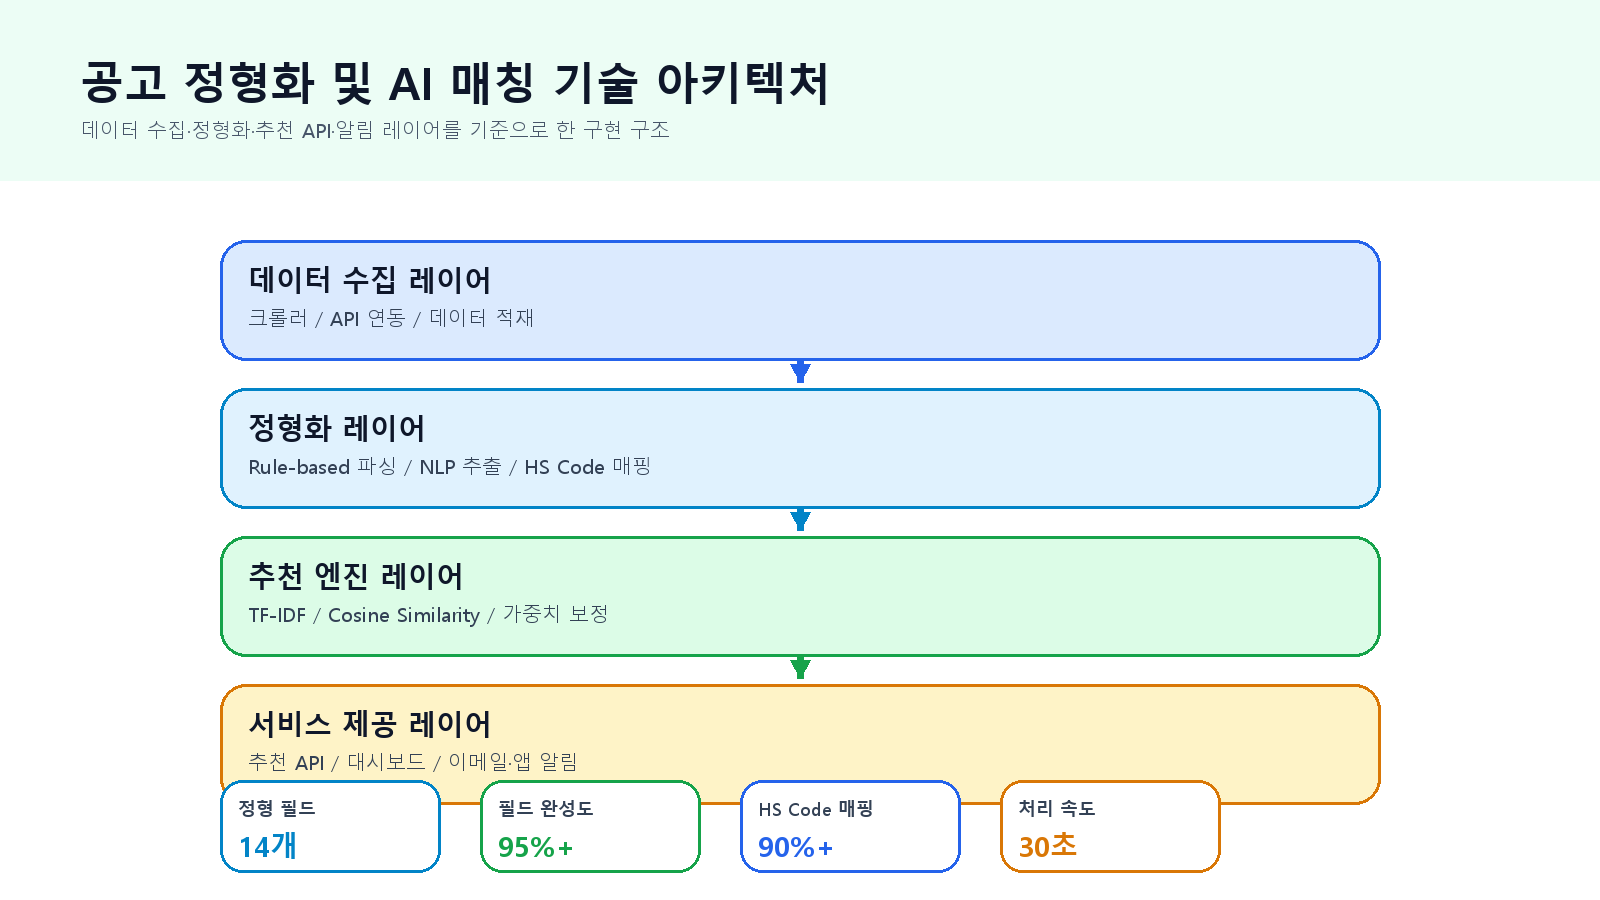 공고 정형화 및 AI 매칭 기술 아키텍처
데이터 수집·정형화·추천 API·알림 레이어를 기준으로 한 구현 구조
데이터 수집 레이어
크롤러 / API 연동 / 데이터 적재
정형화 레이어
Rule-based 파싱 / NLP 추출 / HS Code 매핑
추천 엔진 레이어
TF-IDF / Cosine Similarity / 가중치 보정
서비스 제공 레이어
추천 API / 대시보드 / 이메일·앱 알림
정형 필드
14개
필드 완성도
95%+
HS Code 매핑
90%+
처리 속도
30초